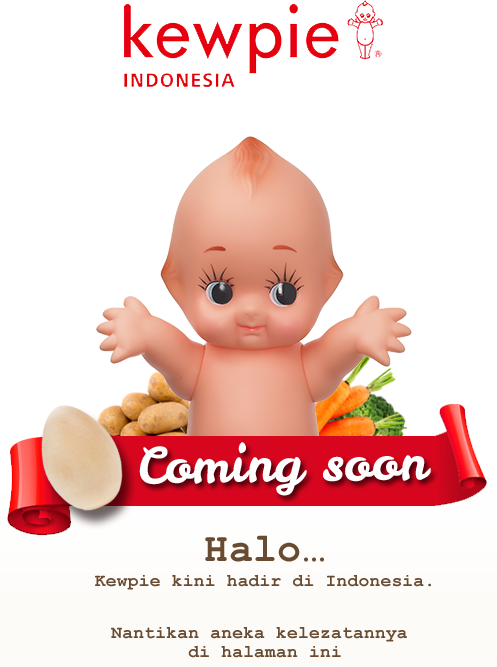 kewpie
®
INDONESIA
Coming soon
Halo...
Kewpie kini hadir di Indonesia.
Nantikan aneka kelezatannya
di halaman ini